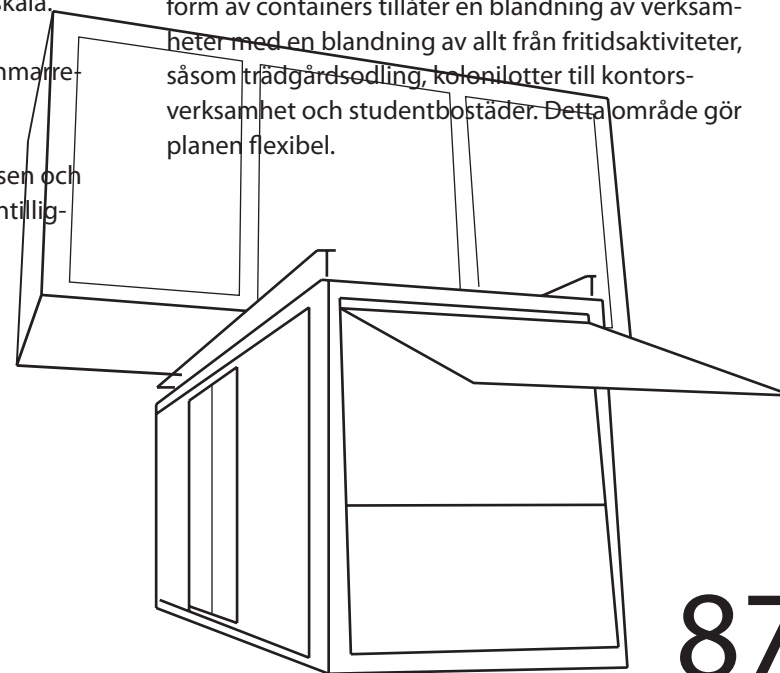 skala.
nmarre-
sen och
ntillig-
form av containers tillåter en blandning av verksam-
heter med en blandning av allt från fritidsaktiviteter,
såsom trädgårdsodling, kolonilotter till kontors-
verksamhet och studentbostäder. Detta område gör
planen flexibel.
87